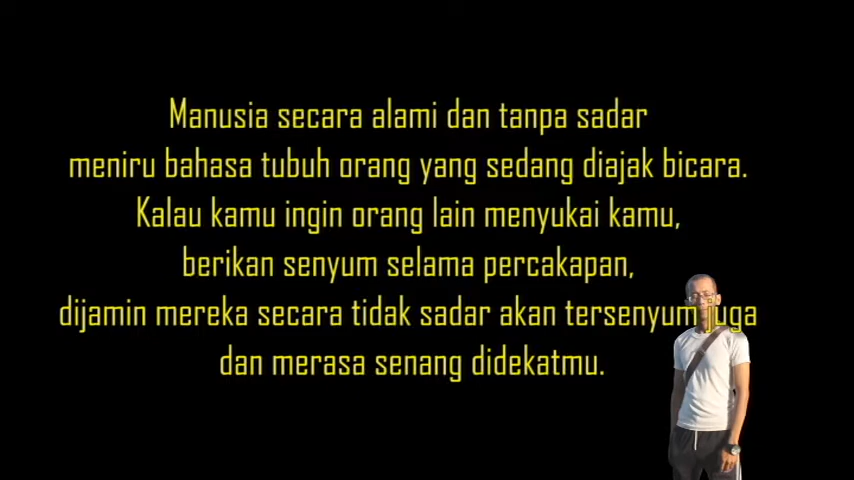 Manusia secara alami dan tanpa sadar
meniru bahasa tubuh orang yang sedang diajak bicara.
Kalau kamu ingin orang lain menyukai kamu,
berikan senyum selama percakapan,
dijamin mereka secara tidak sadar akan tersenyum juga
dan merasa senang didekatmu.